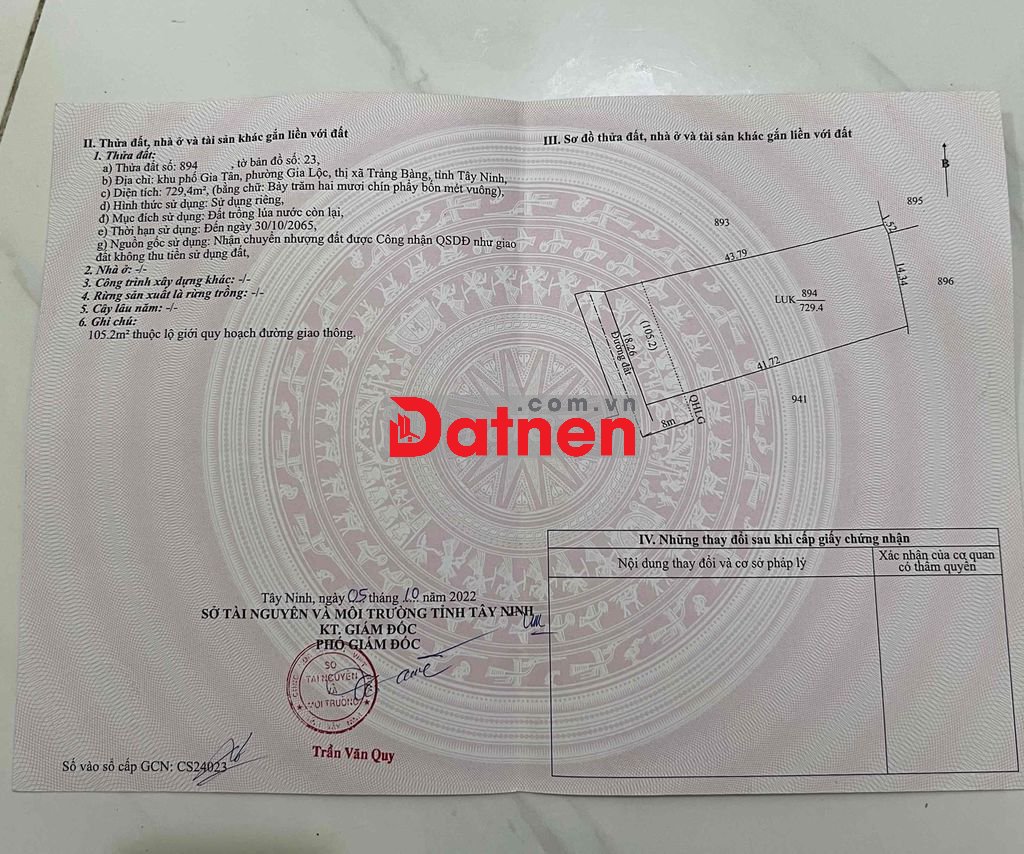 II. Thửa đất, nhà ở và tài sản khác gắn liền với đất
1. Thửa đất:
a) Thửa đất số: 894 , tờ bản đồ số: 23,
b) Địa chỉ: khu phố Gia Tân, phường Gia Lộc, thị xã Trảng Bàng, tỉnh Tây Ninh,
c) Diện tích: 729,4m², (bằng chữ: Bảy trăm hai mươi chín phẩy bốn mét vuông),
d) Hình thức sử dụng: Sử dụng riêng,
đ) Mục đích sử dụng: Đất trồng lúa nước còn lại,
e) Thời hạn sử dụng: Đến ngày 30/10/2065,
g) Nguồn gốc sử dụng: Nhận chuyển nhượng đất được Công nhận QSDĐ như giao
đất không thu tiền sử dụng đất,
2. Nhà ở: -/-
3. Công trình xây dựng khác: -/-
4. Rừng sản xuất là rừng trồng: -/-
5. Cây lâu năm: -/-
6. Ghi chú:
105.2m² thuộc lộ giới quy hoạch đường giao thông.
III. Sơ đồ thửa đất, nhà ở và tài sản khác gắn liền với đất
B
895
893
1.52
43.79
14.34
896
LUK 894
729.4
(105.2)
18.26
Đường đất
41.72
941
QHLG
8m
Datnen
.com.vn
IV. Những thay đổi sau khi cấp giấy chứng nhận
Nội dung thay đổi và cơ sở pháp lý
Xác nhận của cơ quan
có thẩm quyền
Tây Ninh, ngày 05 tháng 10 năm 2022
SỞ TÀI NGUYÊN VÀ MÔI TRƯỜNG TỈNH TÂY NINH
KT. GIÁM ĐỐC
PHÓ GIÁM ĐỐC
SỞ
TÀI NGUYÊN
VÀ
MÔI TRƯỜNG
Trần Văn Quy
Số vào sổ cấp GCN: CS24023